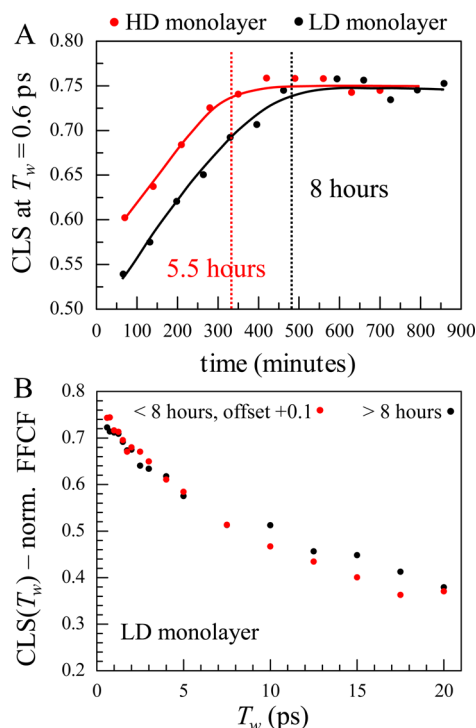 A
HD monolayer
LD monolayer
0.80
0.75
0.70
0.65
0.60
0.55
0.50
CLS at Tw = 0.6 ps
8 hours
5.5 hours
0 100 200 300 400 500 600 700 800 900
time (minutes)
B
0.8
0.7
0.6
0.5
0.4
0.3
0.2
CLS(Tw) – norm. FFCF
< 8 hours, offset +0.1
> 8 hours
LD monolayer
0 5 10 15 20
Tw (ps)